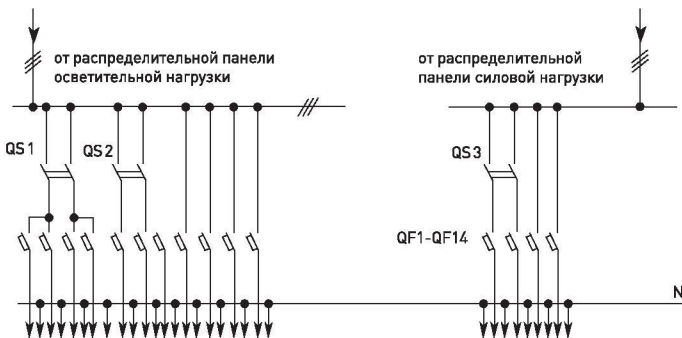 от распределительной панели
осветительной нагрузки
от распределительной
панели силовой нагрузки
QS1
QS2
QS3
QF1-QF14
N